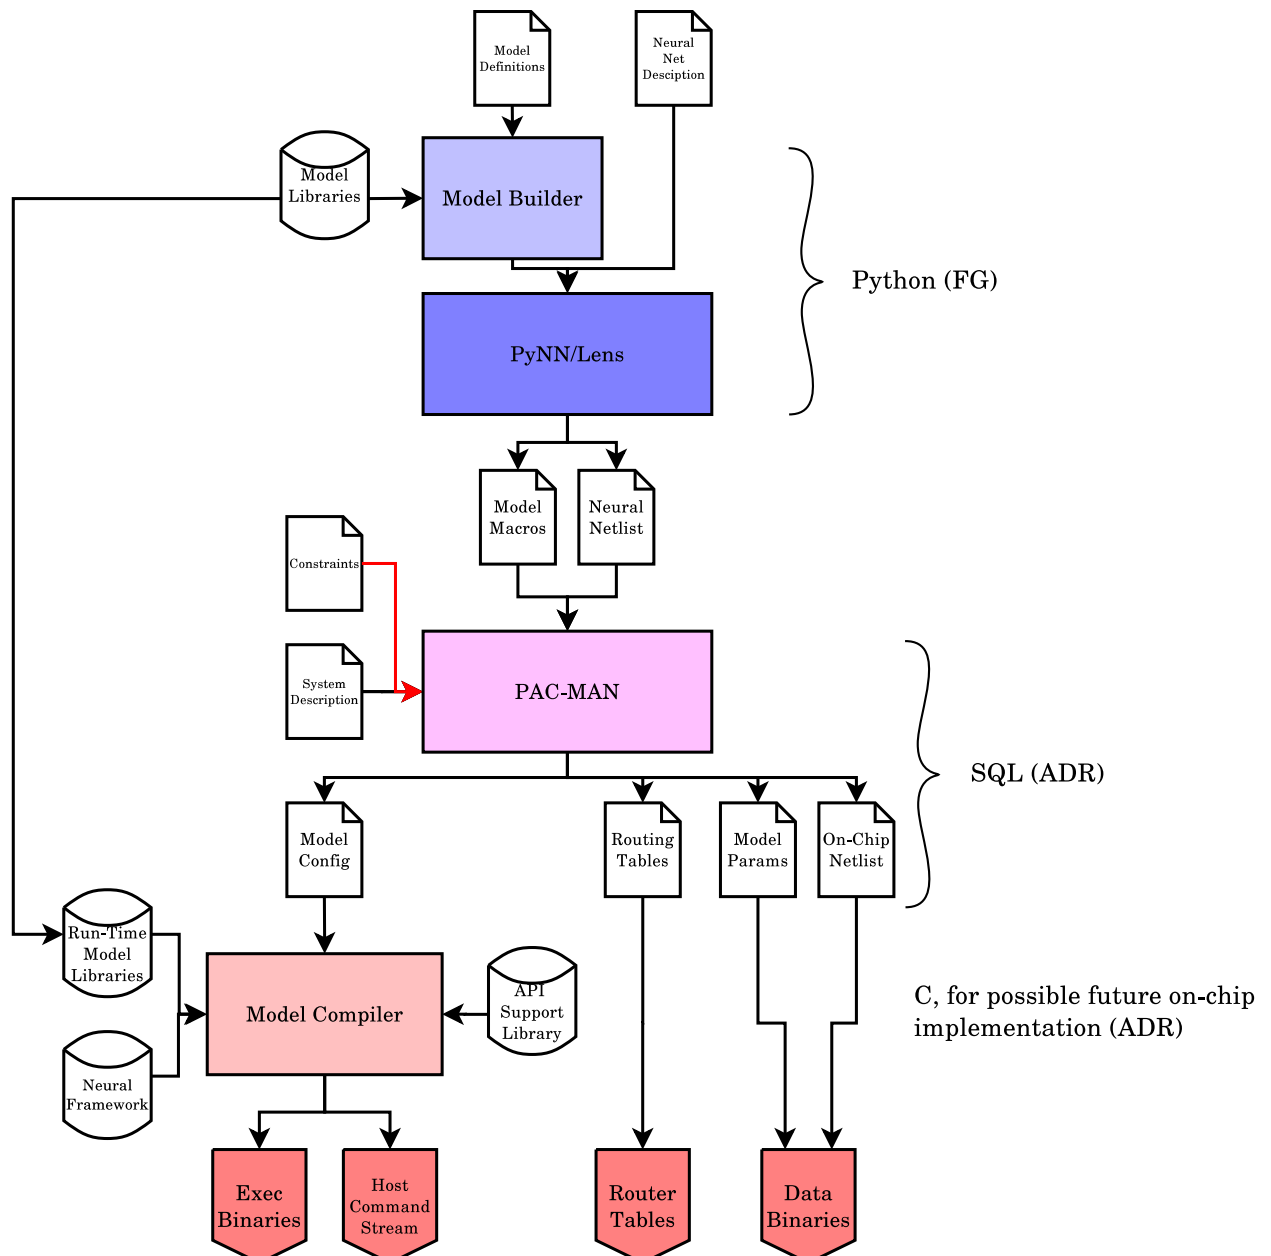 Model
Definitions
Neural
Net
Desciption
Model
Libraries
Model Builder
Python (FG)
PyNN/Lens
Model
Macros
Neural
Netlist
Constraints
System
Description
PAC-MAN
SQL (ADR)
Model
Config
Routing
Tables
Model
Params
On-Chip
Netlist
Run-Time
Model
Libraries
Model Compiler
API
Support
Library
C, for possible future on-chip
implementation (ADR)
Neural
Framework
Exec
Binaries
Host
Command
Stream
Router
Tables
Data
Binaries